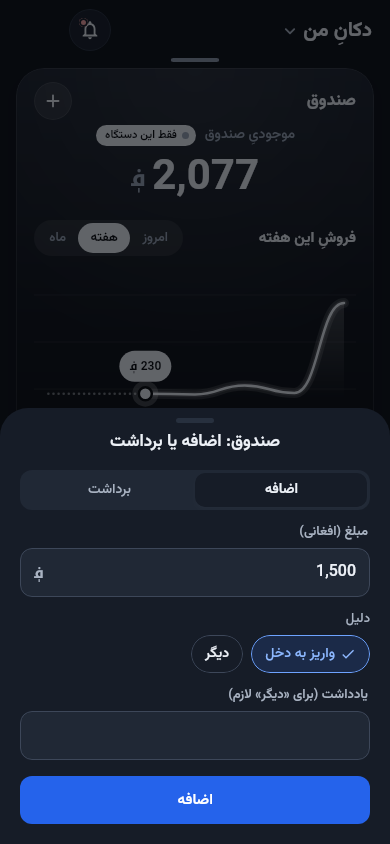 دکانِ من
صندوق
موجودیِ صندوق
فقط این دستگاه
2,077 ؋
فروشِ این هفته
امروز
هفته
ماه
230 ؋
صندوق: اضافه یا برداشت
اضافه
برداشت
مبلغ (افغانی)
1,500
؋
دلیل
واریز به دخل
دیگر
یادداشت (برای «دیگر» لازم)
اضافه